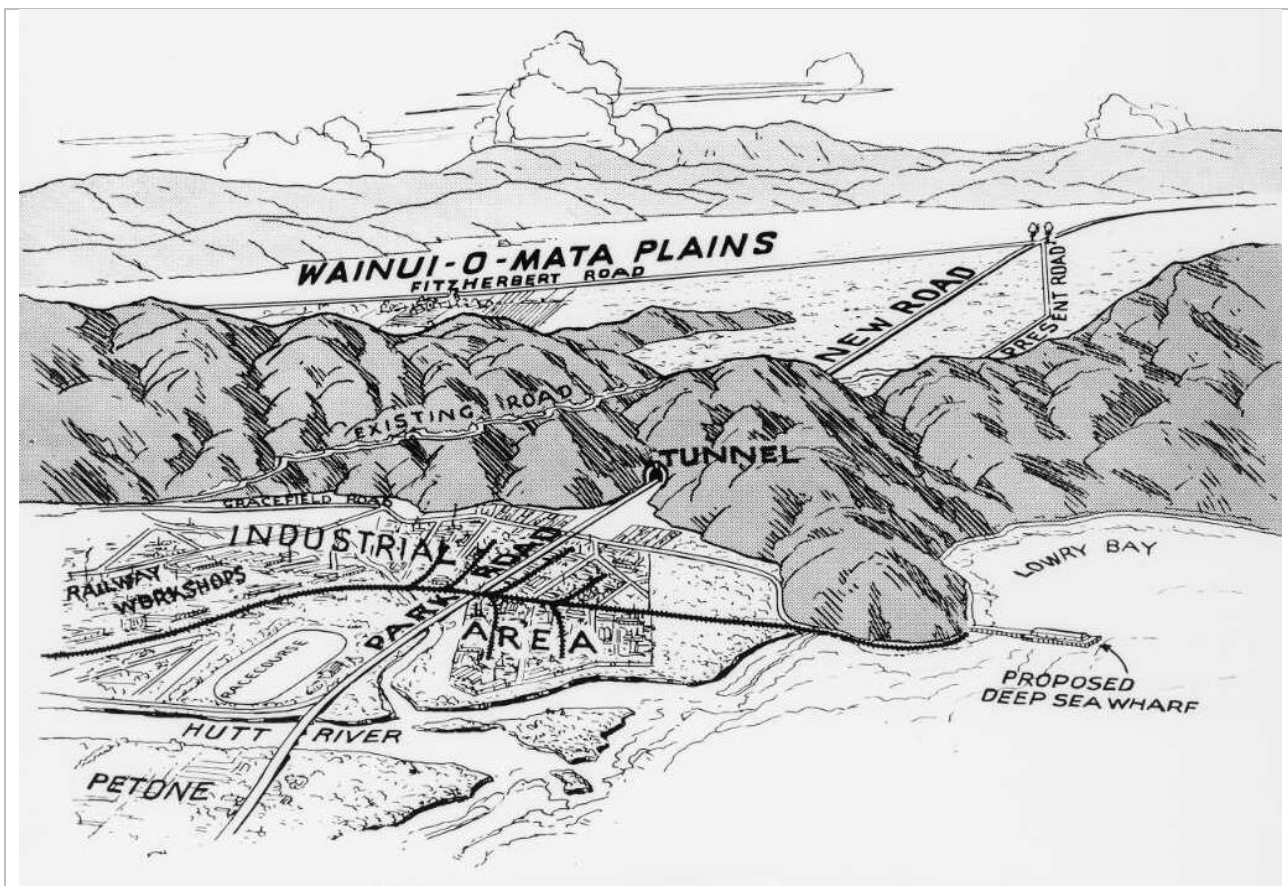 WAINUI-O-MATA PLAINS
FITZHERBERT ROAD
NEW ROAD
PRESENT ROAD
EXISTING ROAD
TUNNEL
GRACEFIELD ROAD
INDUSTRIAL
AREA
RAILWAY
WORKSHOPS
PARK ROAD
RACECOURSE
LOWRY BAY
PROPOSED
DEEP SEA WHARF
HUTT RIVER
PETONE